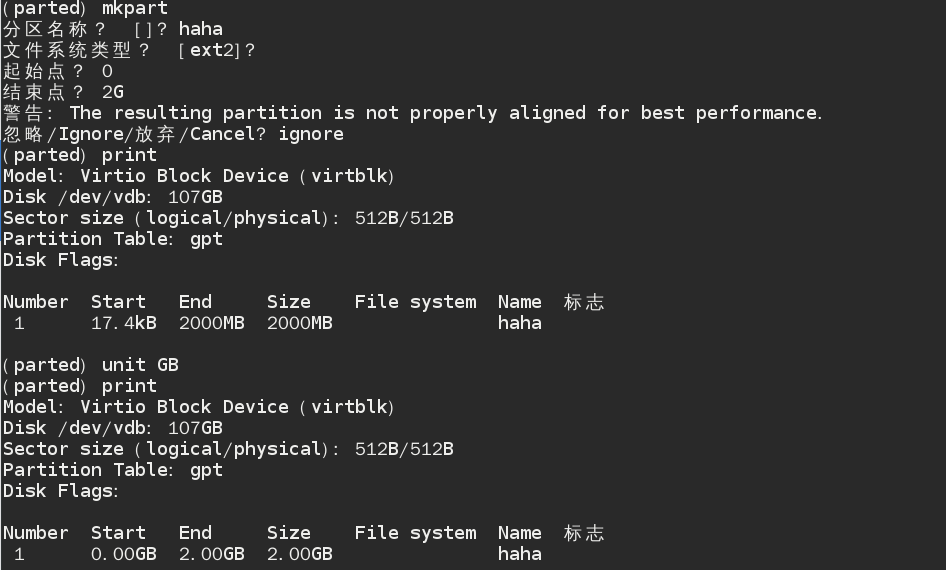 (parted) mkpart
分区名称？  []? haha
文件系统类型？  [ext2]?
起始点？ 0
结束点？ 2G
警告: The resulting partition is not properly aligned for best performance.
忽略/Ignore/放弃/Cancel? ignore
(parted) print
Model: Virtio Block Device (virtblk)
Disk /dev/vdb: 107GB
Sector size (logical/physical): 512B/512B
Partition Table: gpt
Disk Flags:
Number  Start   End     Size    File system  Name  标志
 1      17.4kB  2000MB  2000MB               haha
(parted) unit GB
(parted) print
Model: Virtio Block Device (virtblk)
Disk /dev/vdb: 107GB
Sector size (logical/physical): 512B/512B
Partition Table: gpt
Disk Flags:
Number  Start   End     Size    File system  Name  标志
 1      0.00GB  2.00GB  2.00GB               haha